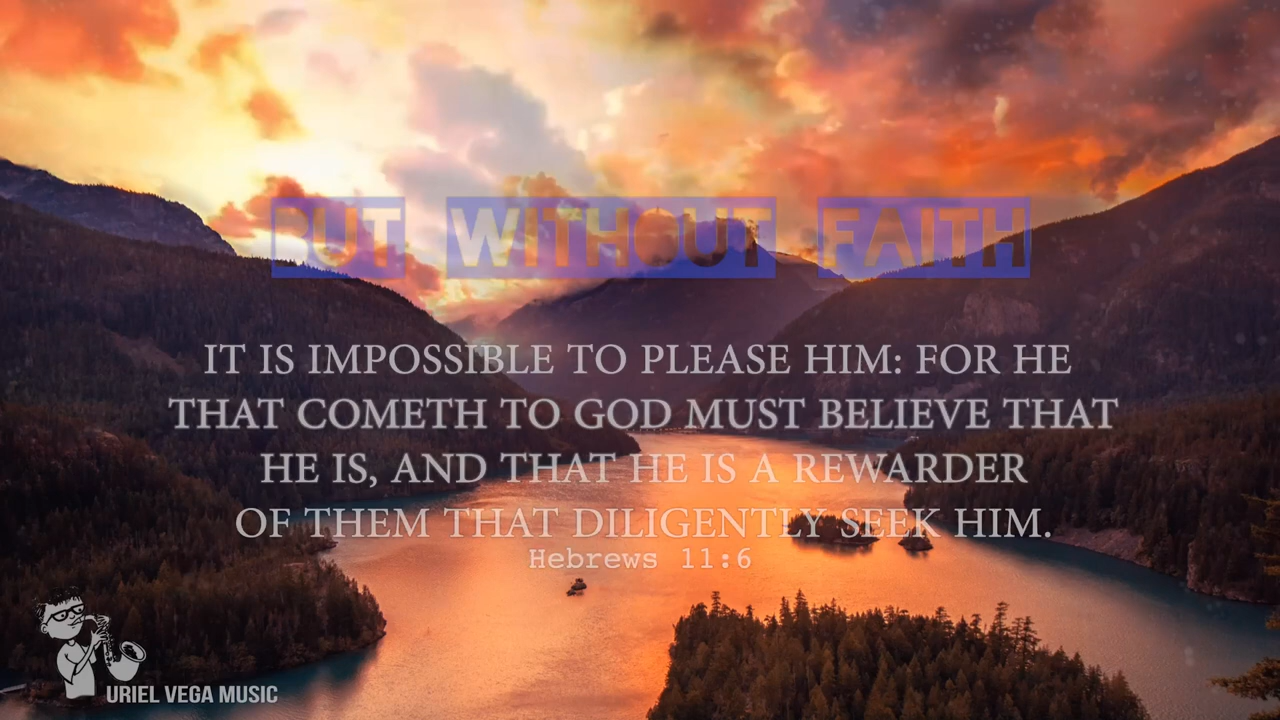 BUT WITHOUT FAITH
IT IS IMPOSSIBLE TO PLEASE HIM: FOR HE
THAT COMETH TO GOD MUST BELIEVE THAT
HE IS, AND THAT HE IS A REWARDER
OF THEM THAT DILIGENTLY SEEK HIM.
Hebrews 11:6
URIEL VEGA MUSIC